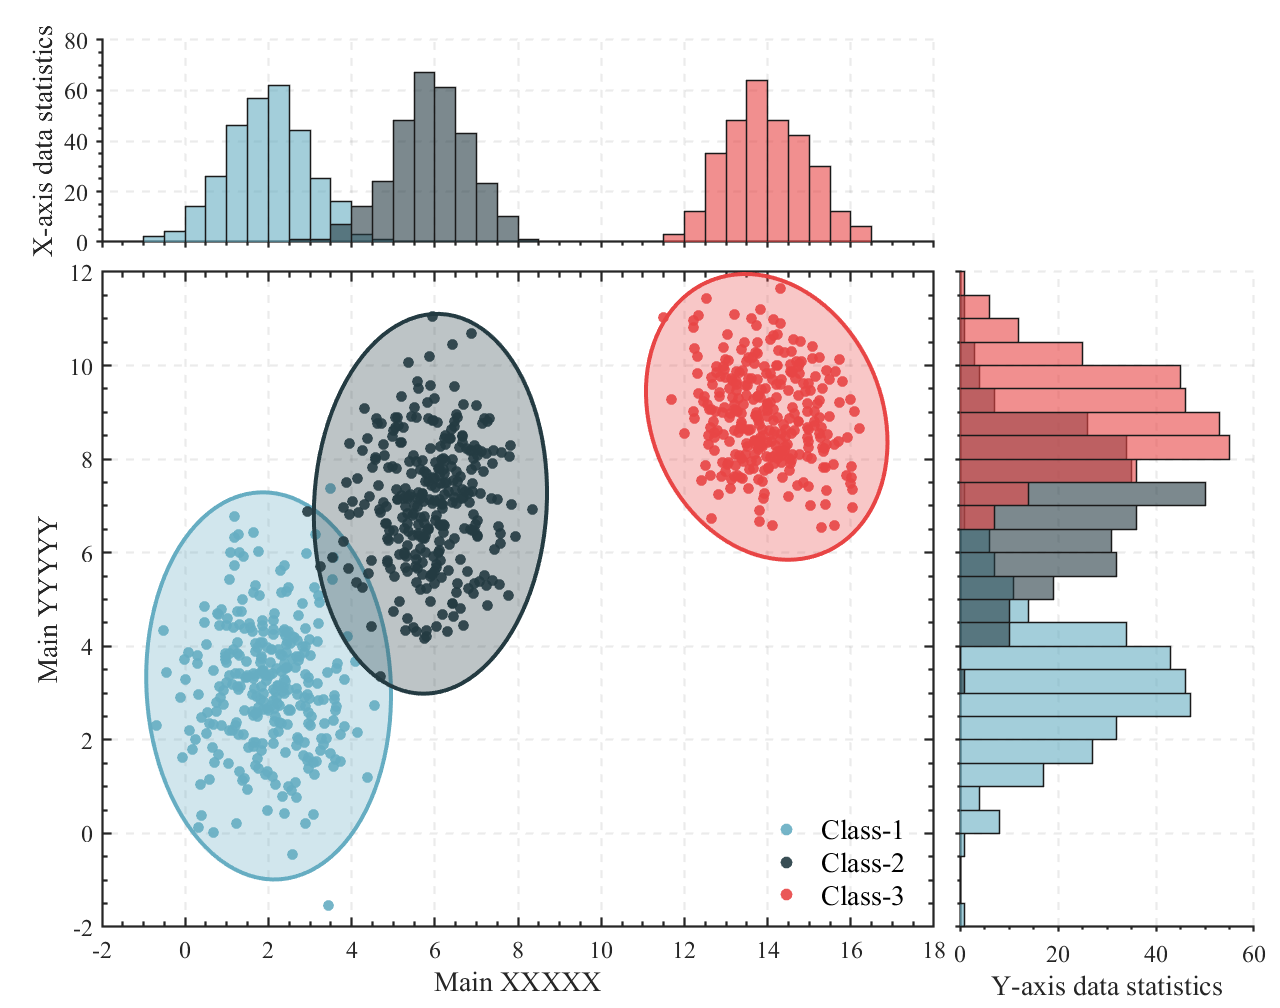 80
60
40
20
0
X-axis data statistics
12
10
8
6
4
2
0
-2
Main YYYYY
Class-1
Class-2
Class-3
-2 0 2 4 6 8 10 12 14 16 18
Main XXXXX
0 20 40 60
Y-axis data statistics